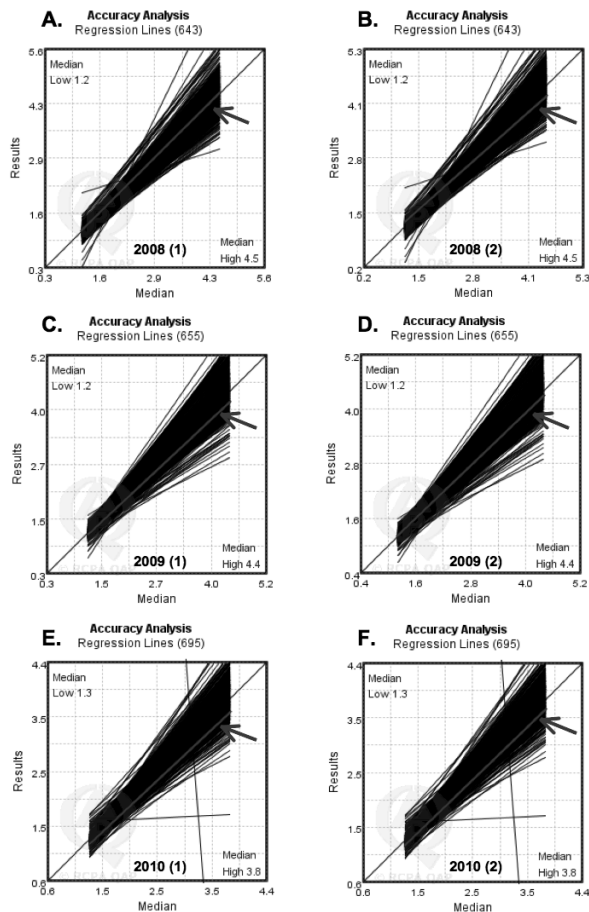 A.
Accuracy Analysis
Regression Lines (643)
5.6
Median
Low 1.2
4.3
2.9
1.6
0.3
Results
2008 (1)
Median
High 4.5
0.3
1.6
2.9
4.3
5.6
Median
B.
Accuracy Analysis
Regression Lines (643)
5.3
Median
Low 1.2
4.1
2.8
1.5
0.2
Results
2008 (2)
Median
High 4.5
0.2
1.5
2.8
4.1
5.3
Median
C.
Accuracy Analysis
Regression Lines (655)
5.2
Median
Low 1.2
4.0
2.7
1.5
0.3
Results
2009 (1)
Median
High 4.4
0.3
1.5
2.7
4.0
5.2
Median
D.
Accuracy Analysis
Regression Lines (655)
5.2
Median
Low 1.2
4.0
2.8
1.6
0.4
Results
2009 (2)
Median
High 4.4
0.4
1.6
2.8
4.0
5.2
Median
E.
Accuracy Analysis
Regression Lines (695)
4.4
Median
Low 1.3
3.5
2.5
1.5
0.6
Results
2010 (1)
Median
High 3.8
0.6
1.5
2.5
3.5
4.4
Median
F.
Accuracy Analysis
Regression Lines (695)
4.4
Median
Low 1.3
3.5
2.5
1.5
0.6
Results
2010 (2)
Median
High 3.8
0.6
1.5
2.5
3.5
4.4
Median